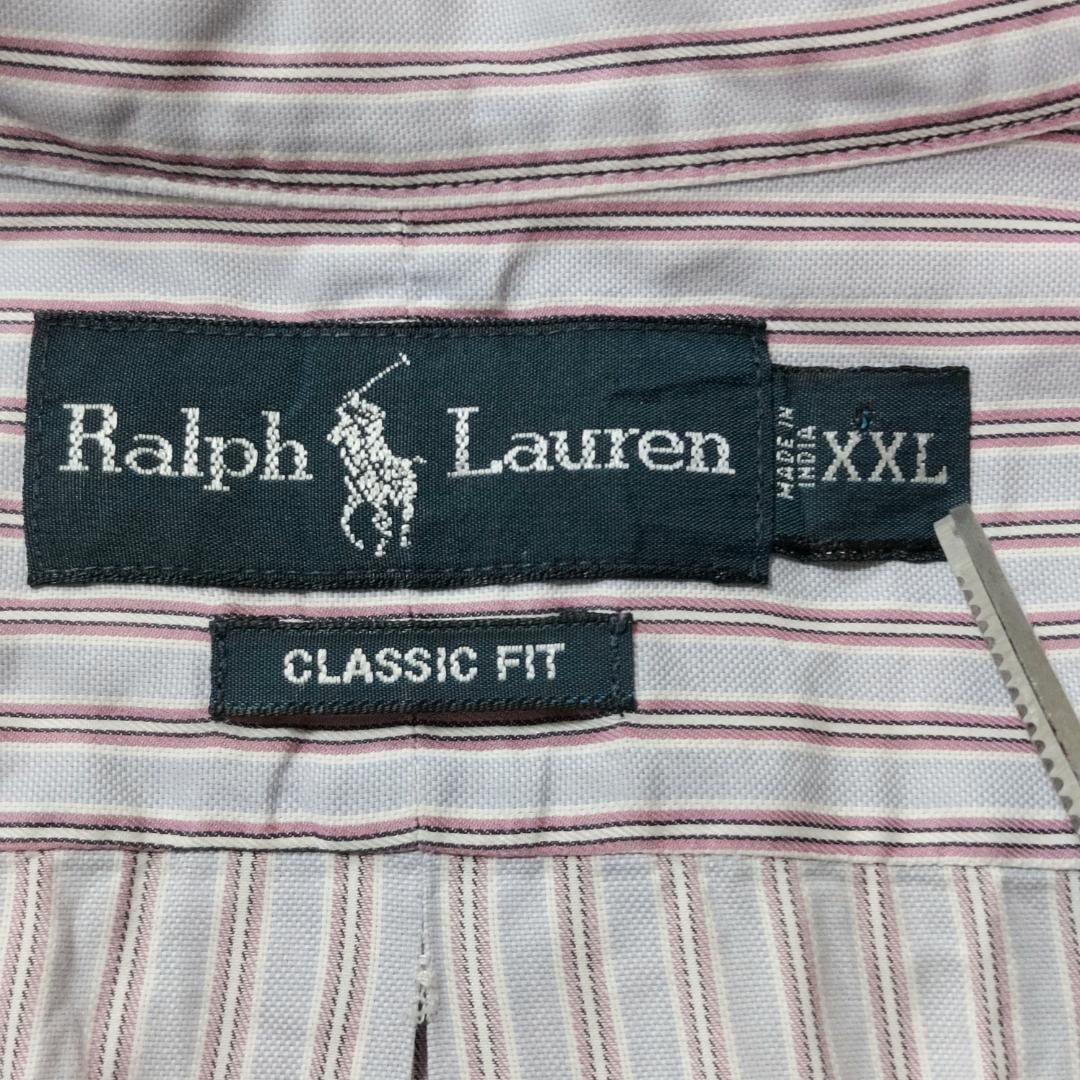 Ralph Lauren
MADE IN
INDIA
XXL
CLASSIC FIT